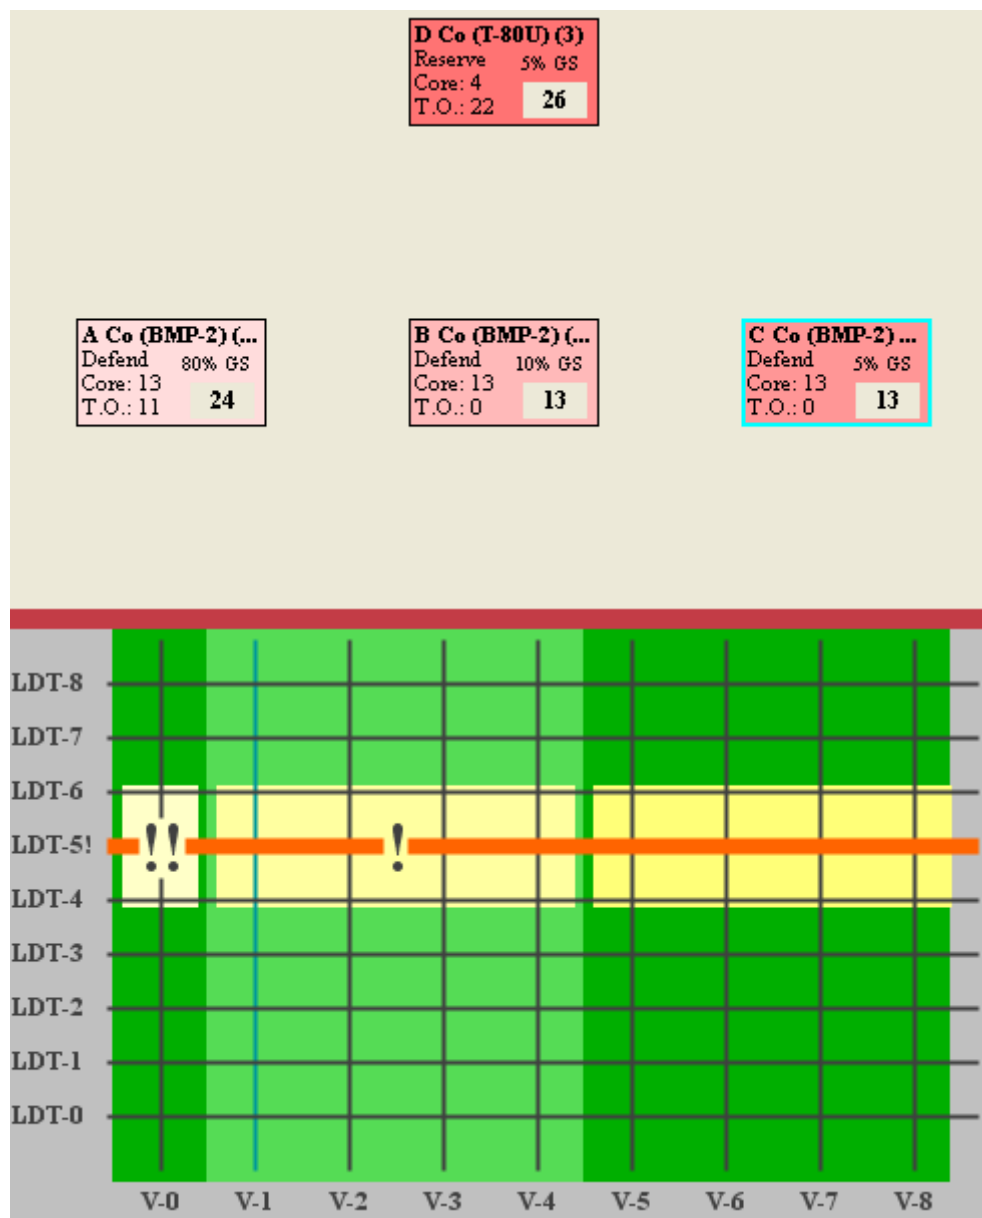 D Co (T-80U) (3)
Reserve 5% GS
Core: 4
T.O.: 22 26
A Co (BMP-2) (...
Defend 80% GS
Core: 13
T.O.: 11 24
B Co (BMP-2) (...
Defend 10% GS
Core: 13
T.O.: 0 13
C Co (BMP-2) ...
Defend 5% GS
Core: 13
T.O.: 0 13
LDT-8
LDT-7
LDT-6
LDT-5! !! !
LDT-4
LDT-3
LDT-2
LDT-1
LDT-0
V-0 V-1 V-2 V-3 V-4 V-5 V-6 V-7 V-8